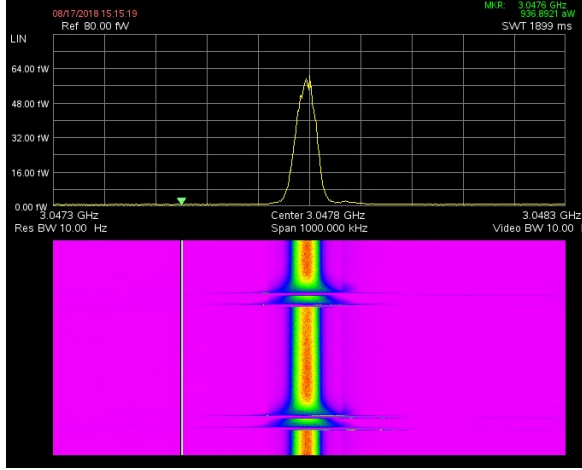 MKR: 3.0476 GHz
936.8921 aW
08/17/2018 15:15:19
Ref 80.00 fW
SWT 1899 ms
LIN
64.00 fW
48.00 fW
32.00 fW
16.00 fW
0.00 fW
3.0473 GHz
Center 3.0478 GHz
3.0483 GHz
Res BW 10.00 Hz
Span 1000.000 kHz
Video BW 10.00